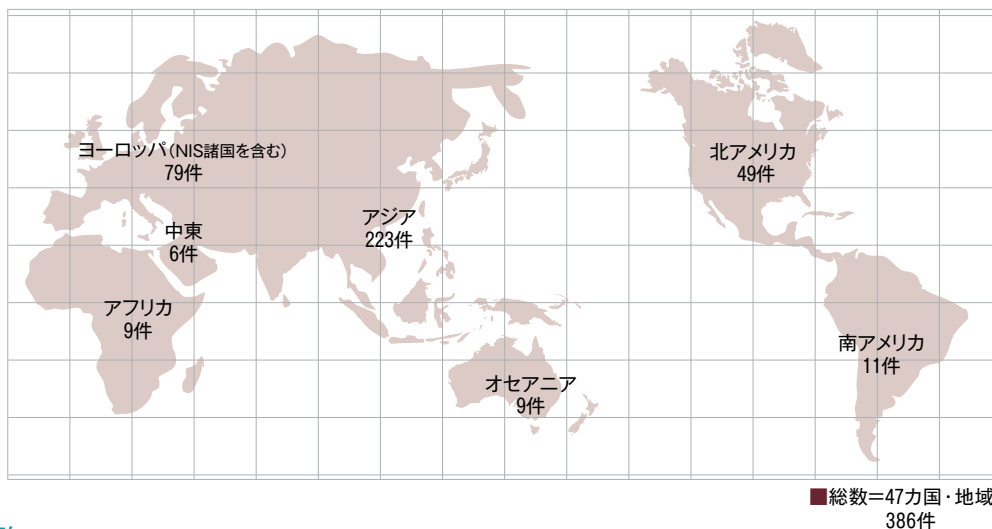 ヨーロッパ(NIS諸国を含む)
79件
北アメリカ
49件
アジア
223件
中東
6件
アフリカ
9件
南アメリカ
11件
オセアニア
9件
■総数=47カ国・地域
386件